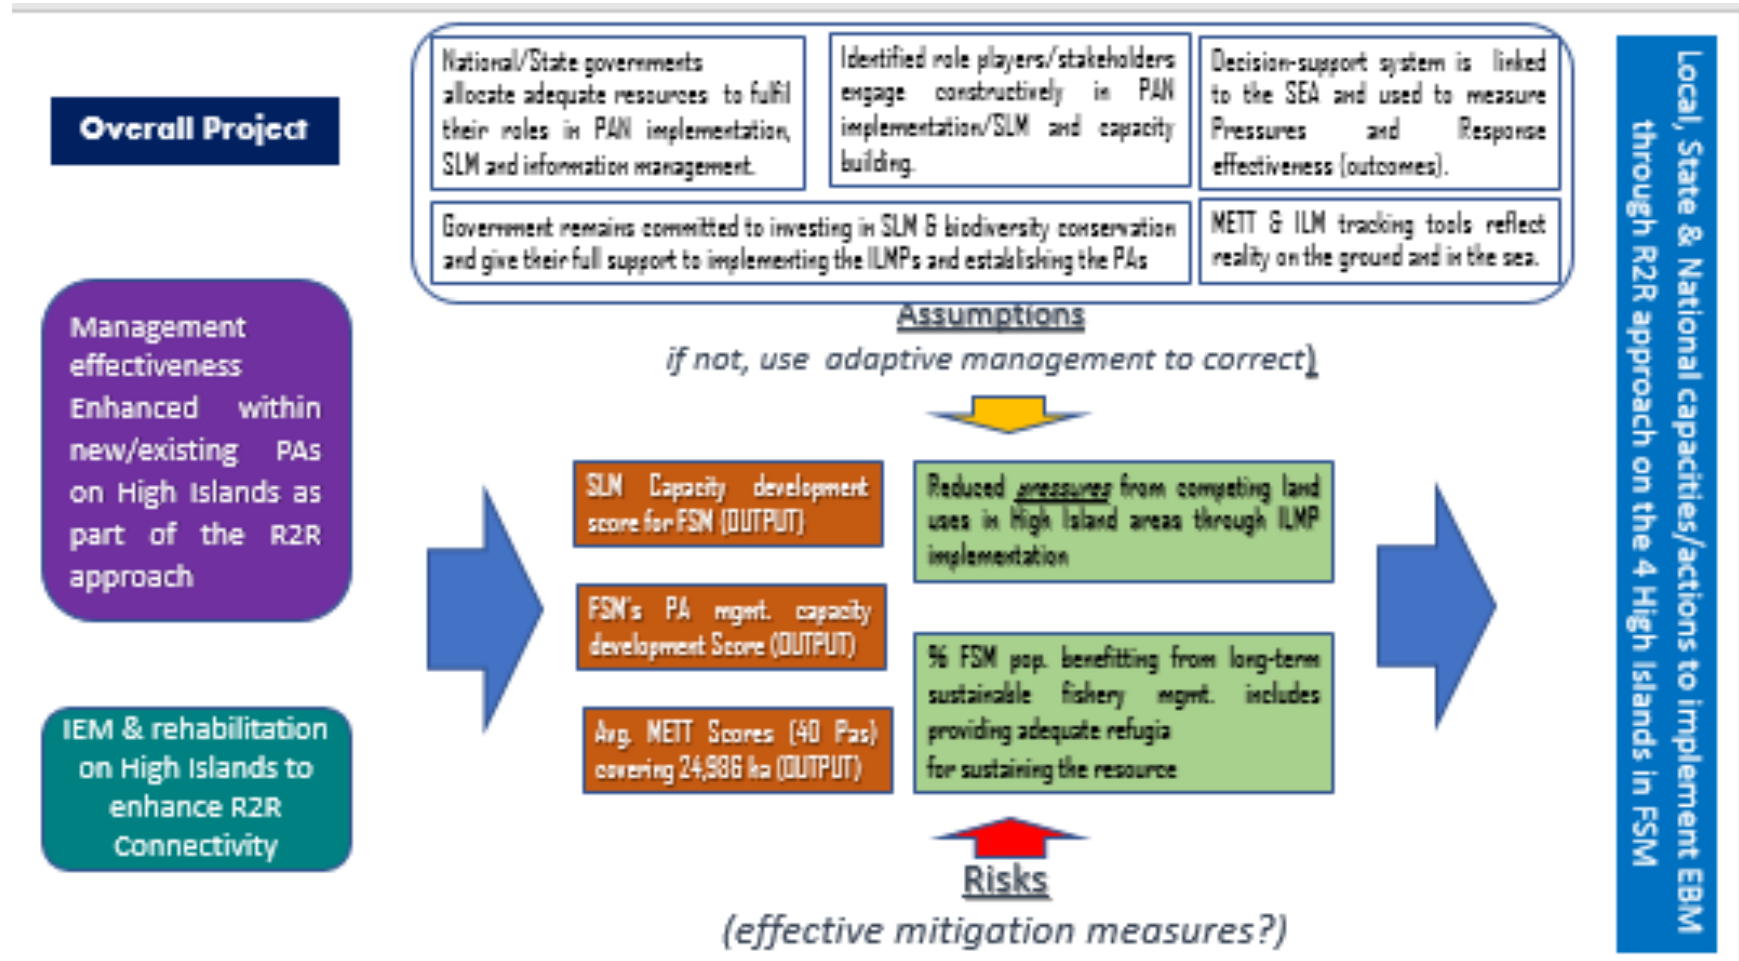 Overall Project
Management
effectiveness
Enhanced within
new/existing PAs
on High Islands as
part of the R2R
approach
IEM & rehabilitation
on High Islands to
enhance R2R
Connectivity
National/State governments
allocate adequate resources to fulfil
their roles in PAN implementation,
SLM and information management.
Identified role players/stakeholders
engage constructively in PAN
implementation/SLM and capacity
building.
Decision-support system is linked
to the SEA and used to measure
Pressures and Response
effectiveness (outcomes).
Government remains committed to investing in SLM & biodiversity conservation
and give their full support to implementing the ILMPs and establishing the PAs
METT & ILM tracking tools reflect
reality on the ground and in the sea.
Assumptions
if not, use adaptive management to correct)
SLM Capacity development
score for FSM (OUTPUT)
FSM's PA mgmt. capacity
development Score (OUTPUT)
Avg. METT Scores (40 Pas)
covering 24,986 ha (OUTPUT)
Reduced pressures from competing land
uses in High Island areas through ILMP
implementation
% FSM pop. benefitting from long-term
sustainable fishery mgmt. includes
providing adequate refugia
for sustaining the resource
Risks
(effective mitigation measures?)
Local, State & National capacities/actions to implement EBM
through R2R approach on the 4 High Islands in FSM